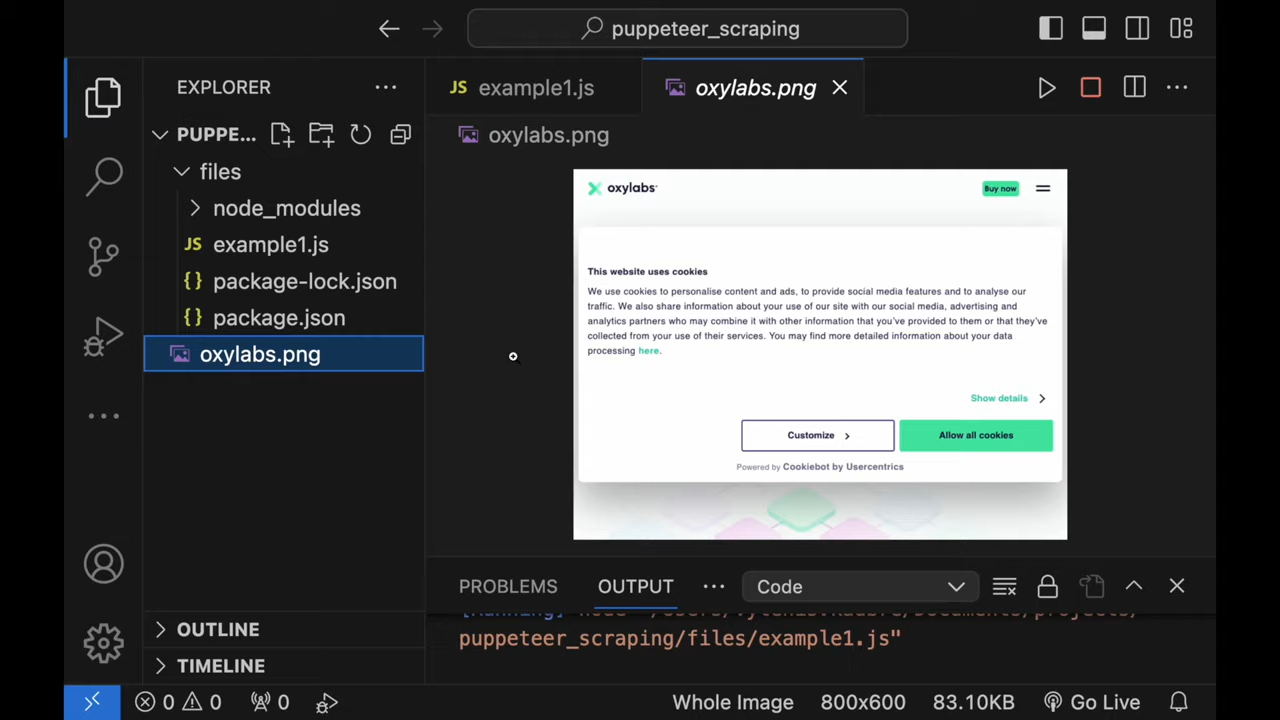 puppeteer_scraping
EXPLORER
PUPPE...
files
node_modules
JS example1.js
{} package-lock.json
{} package.json
oxylabs.png
OUTLINE
TIMELINE
JS example1.js
oxylabs.png
oxylabs.png
oxylabs
Buy now
This website uses cookies
We use cookies to personalise content and ads, to provide social media features and to analyse our
traffic. We also share information about your use of our site with our social media, advertising and
analytics partners who may combine it with other information that you've provided to them or that they've
collected from your use of their services. You may find more detailed information about your data
processing here.
Show details
Customize
Allow all cookies
Powered by Cookiebot by Usercentrics
PROBLEMS OUTPUT ... Code
puppeteer_scraping/files/example1.js"
0 0 0 Whole Image 800x600 83.10KB Go Live